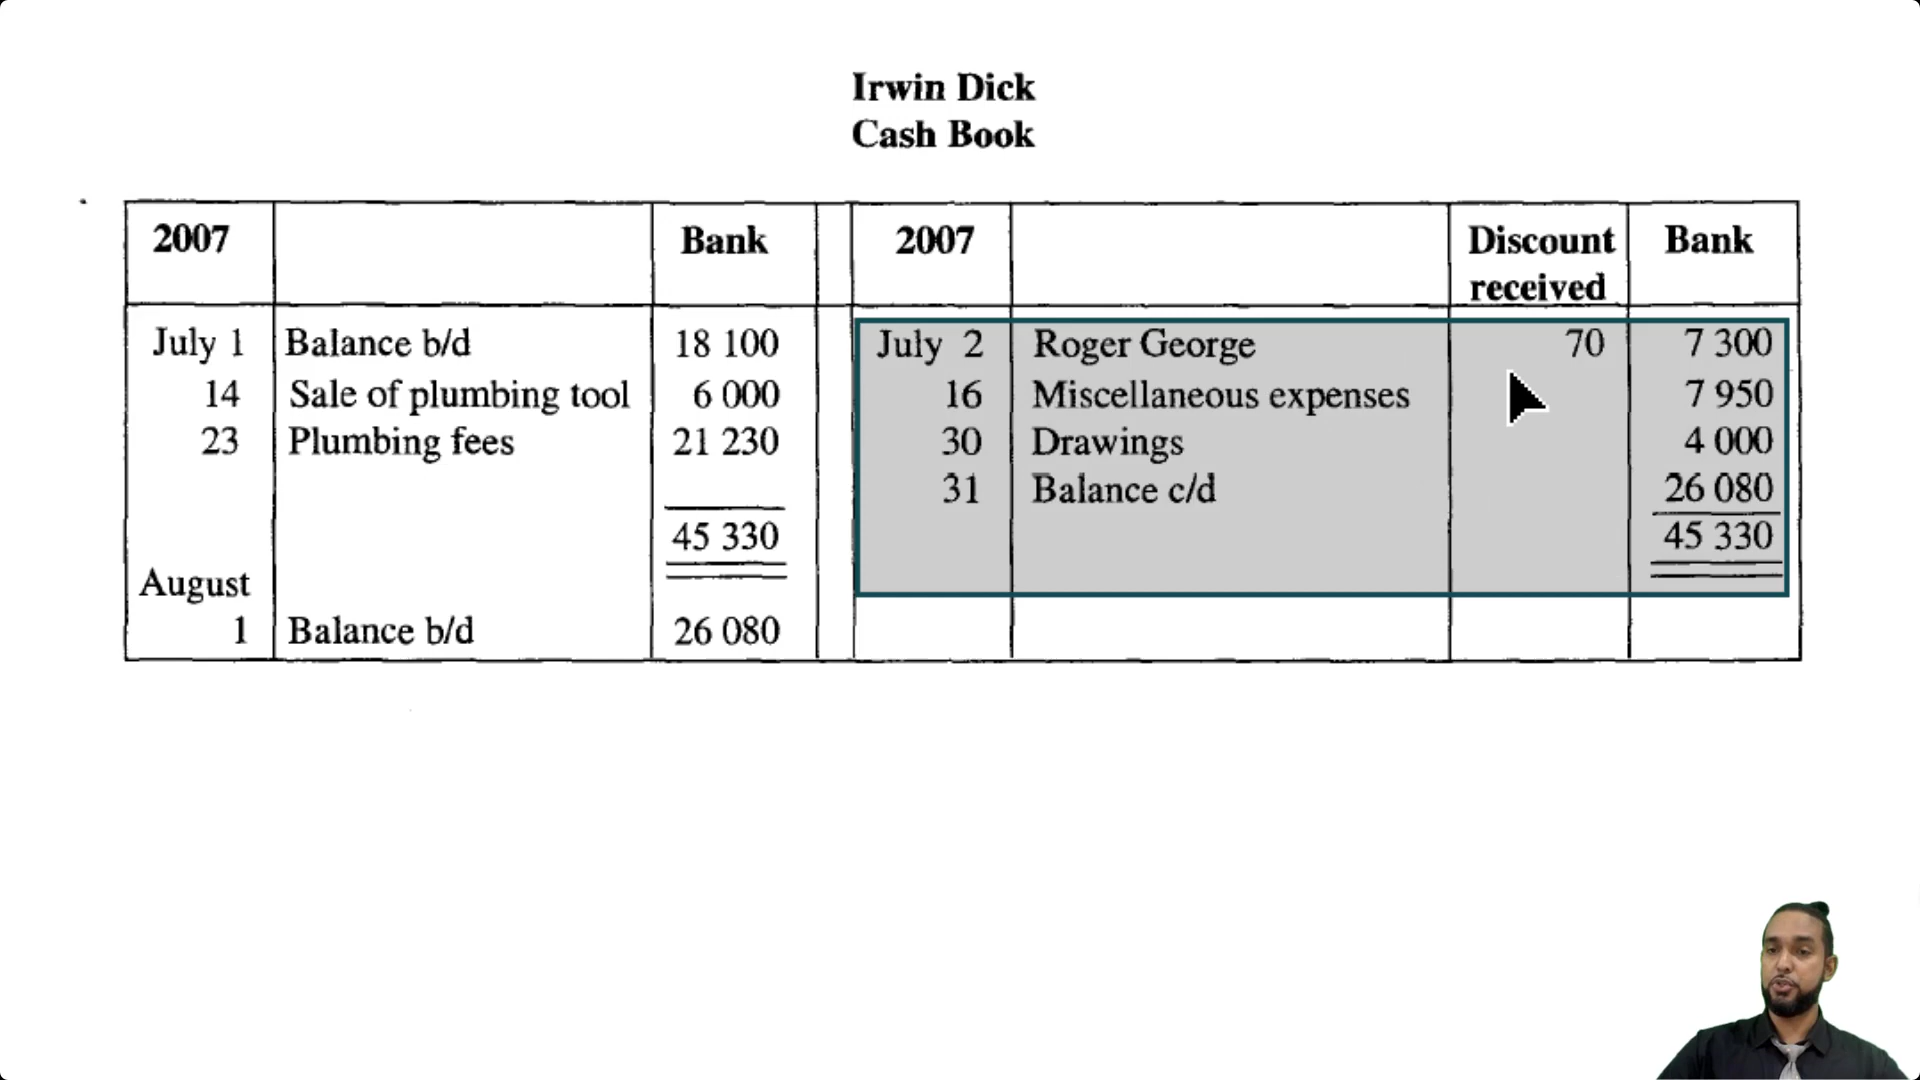 Irwin Dick
Cash Book
2007 Bank 2007 Discount received Bank
July 1 Balance b/d 18 100 July 2 Roger George 70 7 300
14 Sale of plumbing tool 6 000 16 Miscellaneous expenses 7 950
23 Plumbing fees 21 230 30 Drawings 4 000
31 Balance c/d 26 080
45 330 45 330
August
1 Balance b/d 26 080